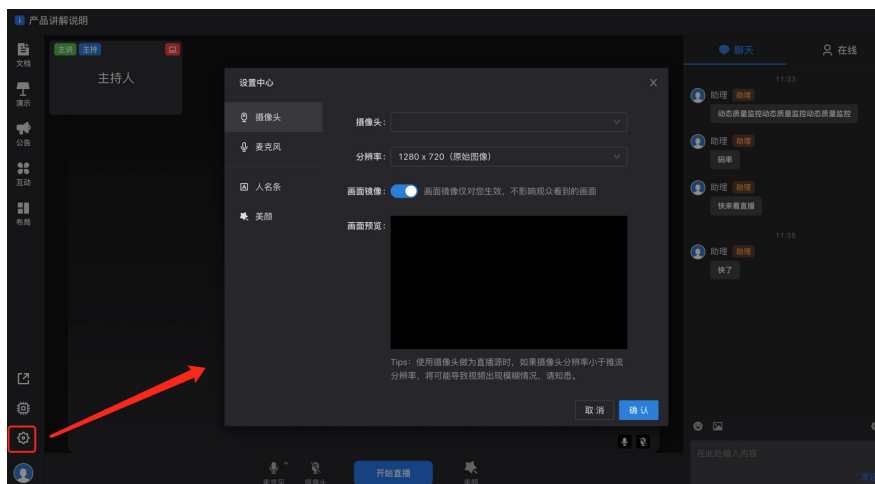 产品讲解说明
文档
演示
公告
互动
布局
主讲 主持
主持人
设置中心
摄像头
麦克风
人名条
美颜
摄像头:
分辨率: 1280 x 720 (原始图像)
画面镜像: 画面镜像仅对您生效，不影响观众看到的画面
画面预览:
Tips: 使用摄像头做为直播源时，如果摄像头分辨率小于推流
分辨率，将可能导致视频出现模糊情况，请知悉。
取消 确认
麦克风 摄像头 开始直播 美颜
聊天 在线
11:33
助理 助理
动态质量监控动态质量监控动态质量监控
助理 助理
码率
助理 助理
快来看直播
11:35
助理 助理
快了
在此处输入内容